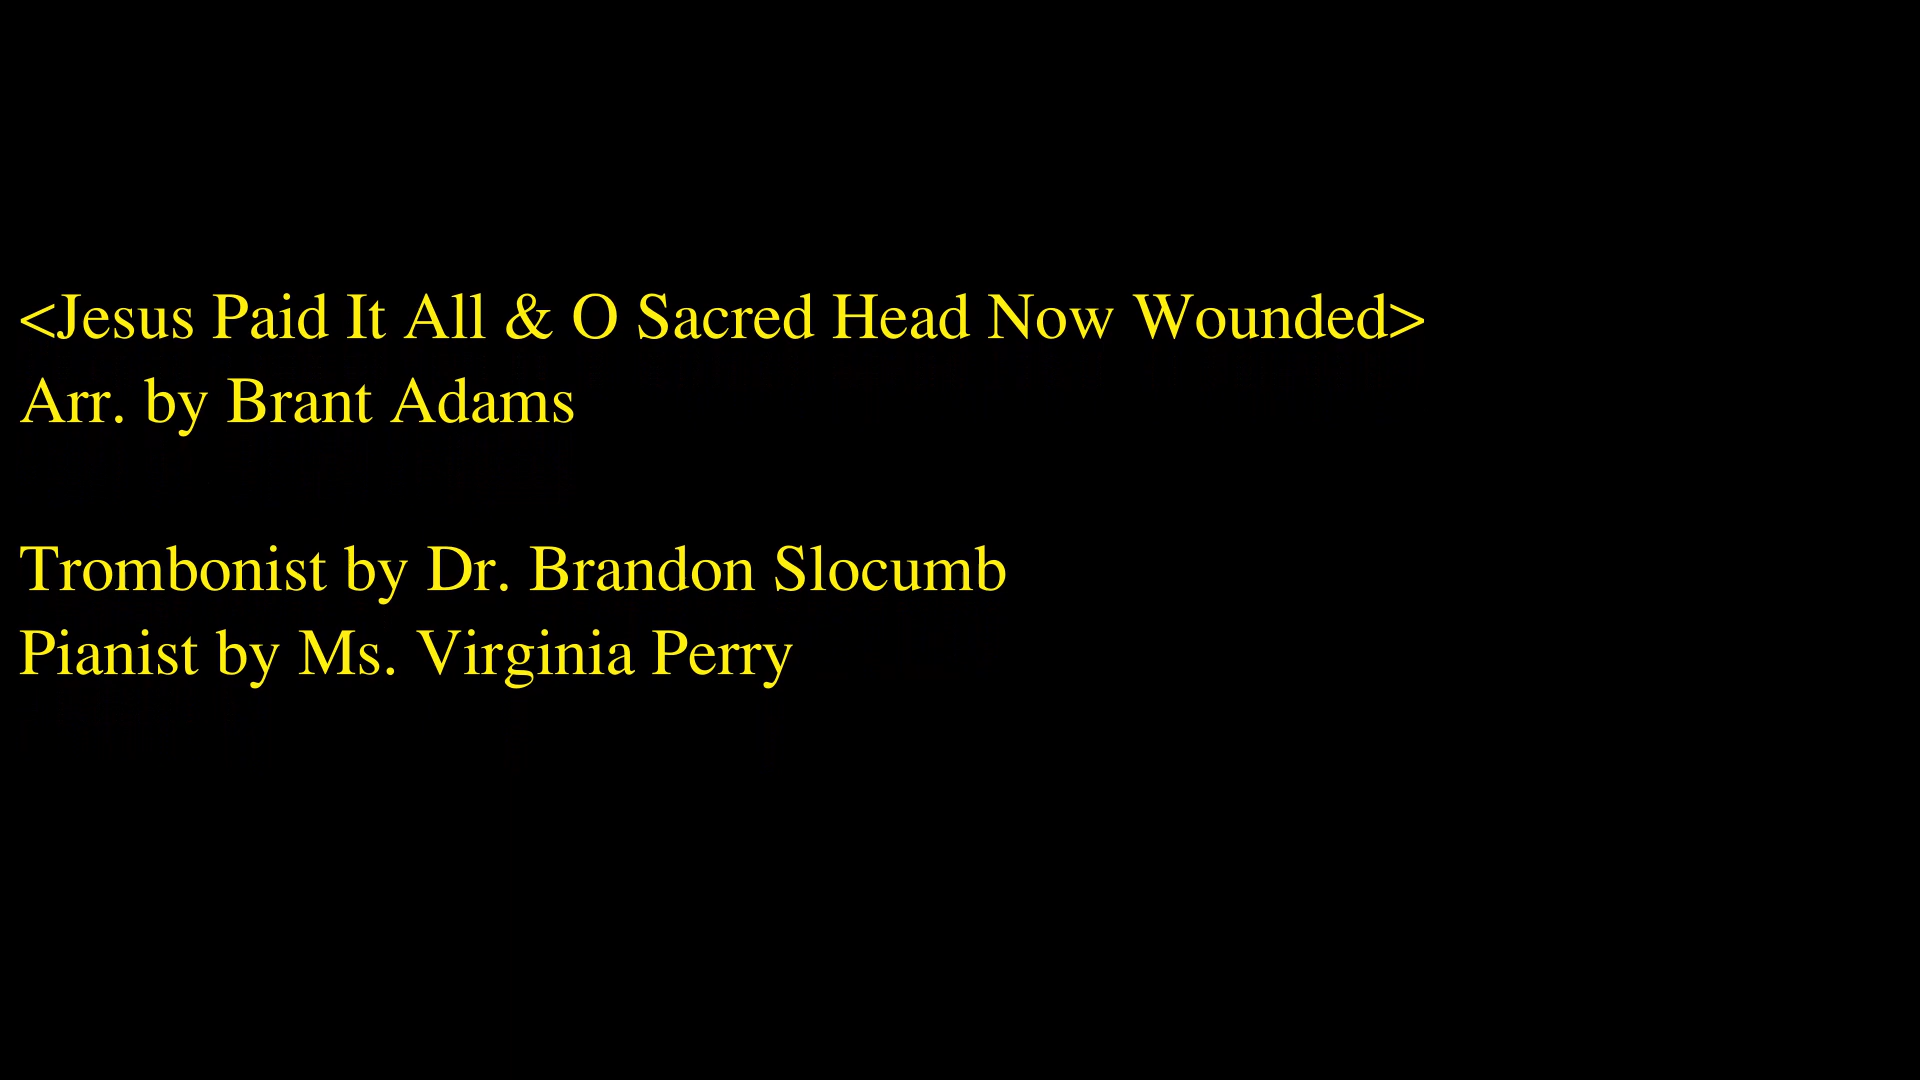 <Jesus Paid It All & O Sacred Head Now Wounded>
Arr. by Brant Adams
Trombonist by Dr. Brandon Slocumb
Pianist by Ms. Virginia Perry